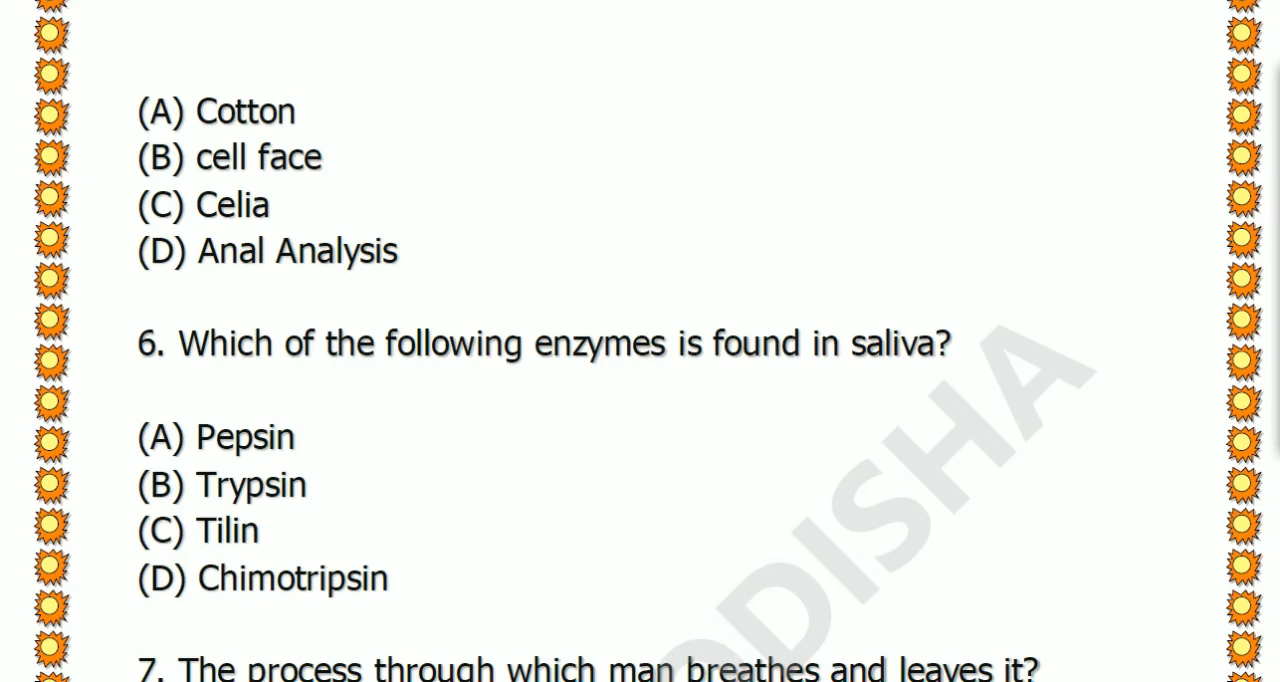 (A) Cotton
(B) cell face
(C) Celia
(D) Anal Analysis
6. Which of the following enzymes is found in saliva?
(A) Pepsin
(B) Trypsin
(C) Tilin
(D) Chimotripsin
7. The process through which man breathes and leaves it?
ODISHA